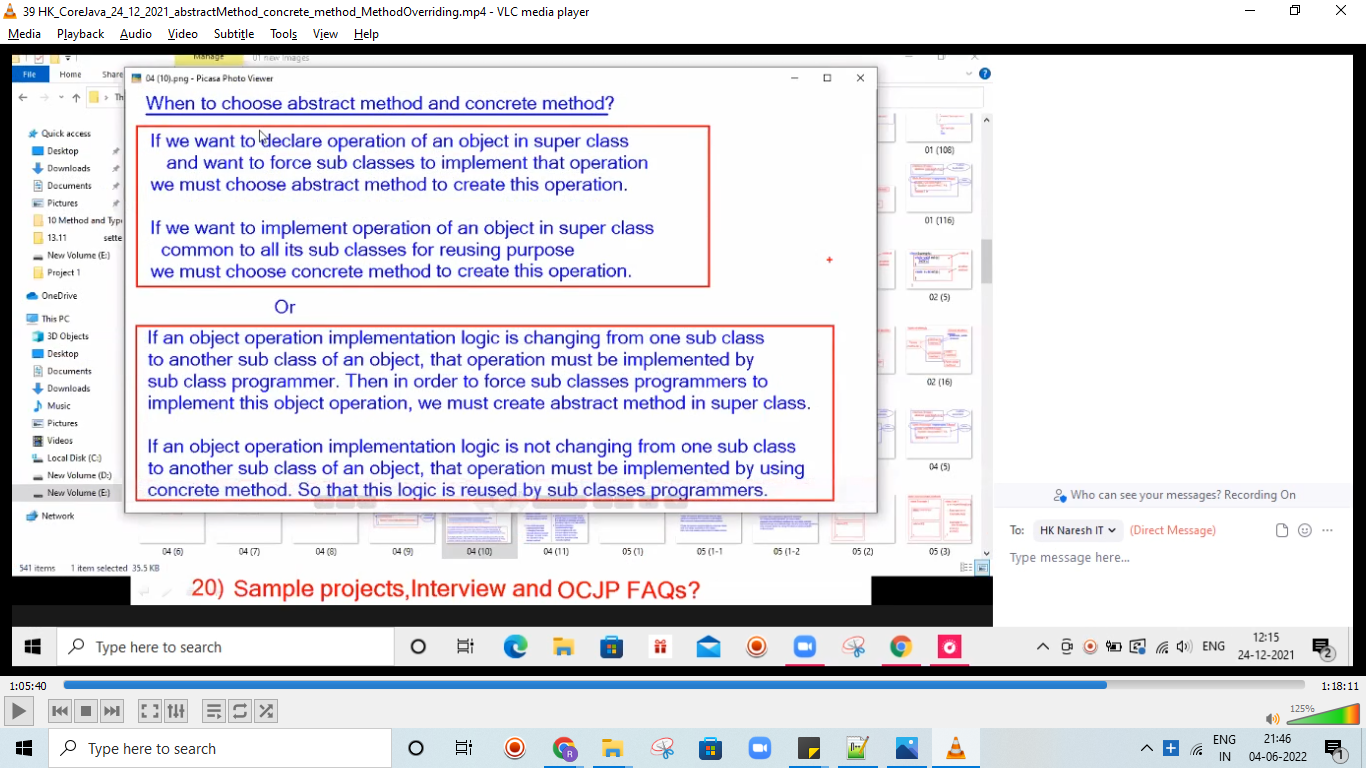 39 HK_CoreJava_24_12_2021_abstractMethod_concrete_method_MethodOverriding.mp4 - VLC media player
Media Playback Audio Video Subtitle Tools View Help
Manage 01 new images
File Home Share
04 (10).png - Picasa Photo Viewer
When to choose abstract method and concrete method?
If we want to declare operation of an object in super class
and want to force sub classes to implement that operation
we must choose abstract method to create this operation.
If we want to implement operation of an object in super class
common to all its sub classes for reusing purpose
we must choose concrete method to create this operation.
Or
If an object operation implementation logic is changing from one sub class
to another sub class of an object, that operation must be implemented by
sub class programmer. Then in order to force sub classes programmers to
implement this object operation, we must create abstract method in super class.
If an object operation implementation logic is not changing from one sub class
to another sub class of an object, that operation must be implemented by using
concrete method. So that this logic is reused by sub classes programmers.
Th
Quick access
Desktop
Downloads
Documents
Pictures
10 Method and Type
13.11 sette
New Volume (E:)
Project 1
OneDrive
This PC
3D Objects
Desktop
Documents
Downloads
Music
Pictures
Videos
Local Disk (C:)
New Volume (D:)
New Volume (E:)
Network
01 (108)
01 (116)
02 (5)
02 (16)
04 (5)
04 (6) 04 (7) 04 (8) 04 (9) 04 (10) 04 (11) 05 (1) 05 (1-1 05 (1-2 05 (2) 05 (3)
541 items 1 item selected 35.5 KB
20) Sample projects,Interview and OCJP FAQs?
Who can see your messages? Recording On
To: HK Naresh IT (Direct Message)
Type message here...
Type here to search
ENG
12:15
24-12-2021
2
1:05:40
1:18:11
125%
Type here to search
R
ENG
IN
21:46
04-06-2022
1